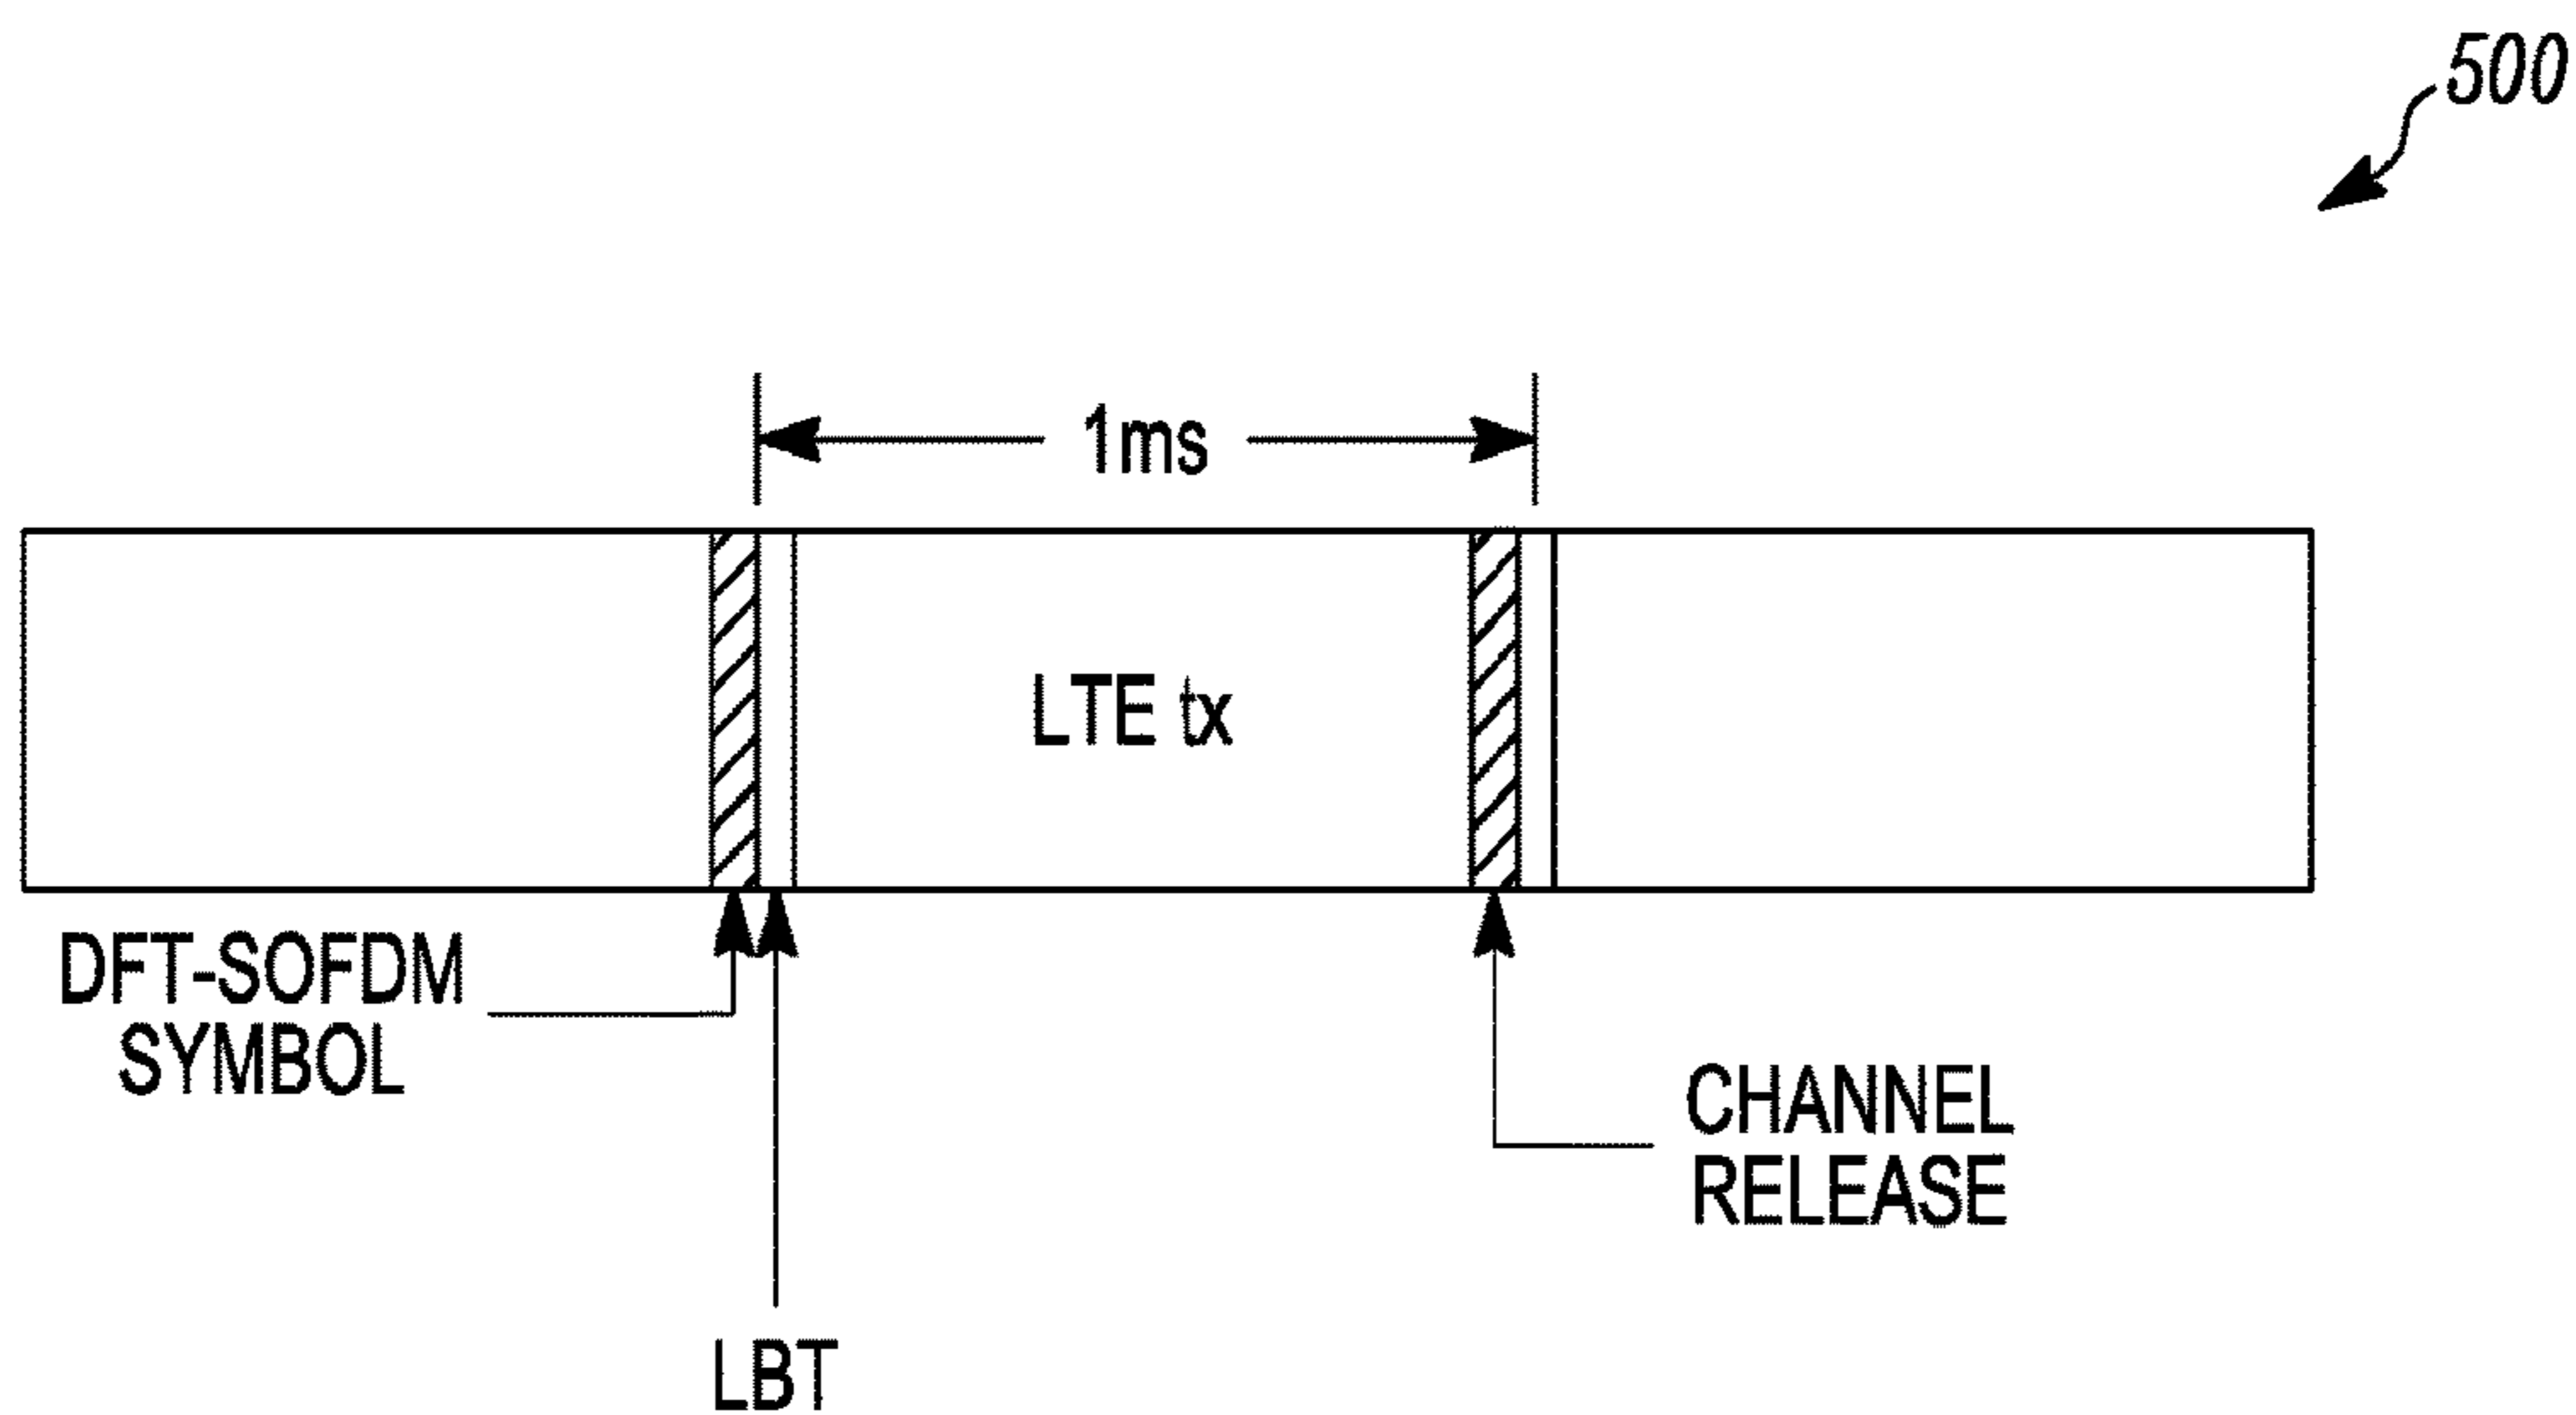 500
1ms
LTE tx
DFT-SOFDM
SYMBOL
CHANNEL
RELEASE
LBT